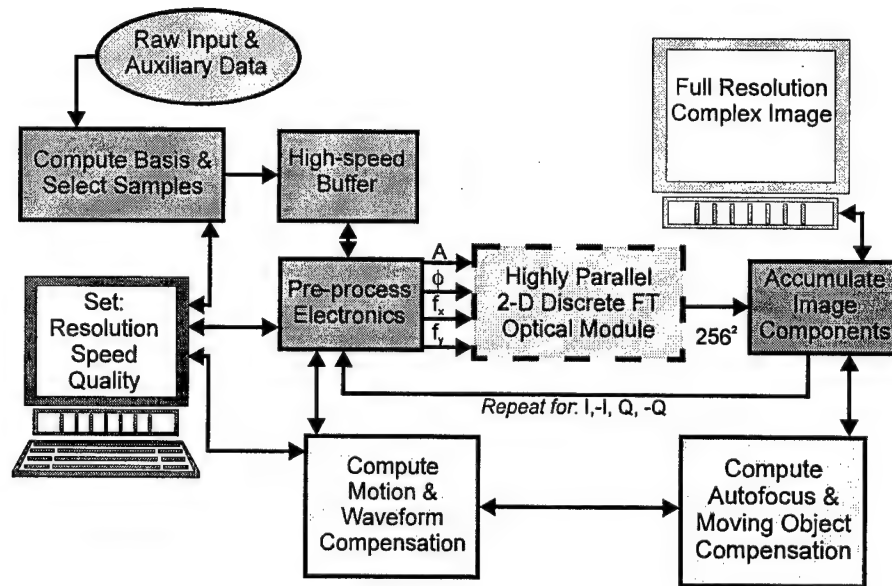 Raw Input &
Auxiliary Data
Full Resolution
Complex Image
Compute Basis &
Select Samples
High-speed
Buffer
Set:
Resolution
Speed
Quality
Pre-process
Electronics
A
ϕ
fₓ
fᵧ
Highly Parallel
2-D Discrete FT
Optical Module
256²
Accumulate
Image
Components
Repeat for: I,-I, Q, -Q
Compute
Motion &
Waveform
Compensation
Compute
Autofocus &
Moving Object
Compensation